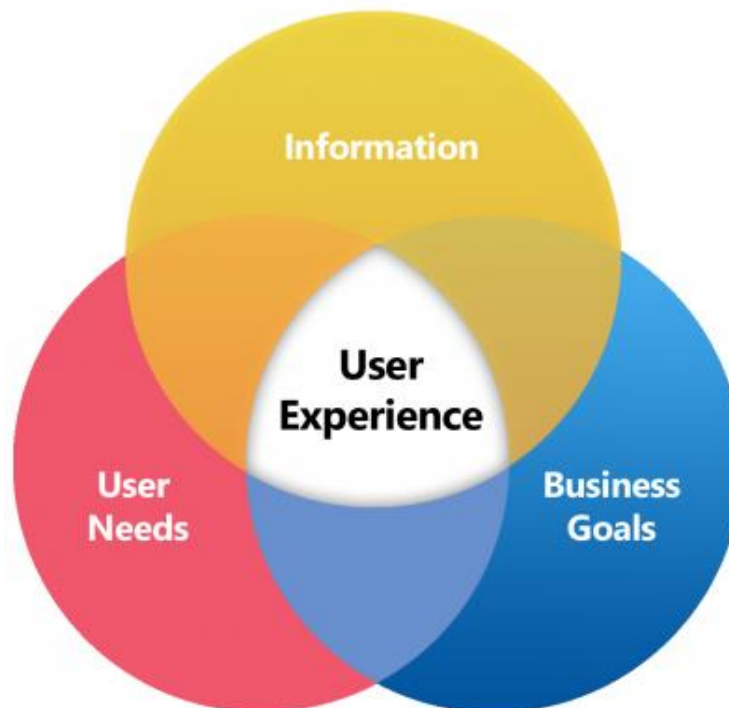 Information
User
Experience
User
Needs
Business
Goals